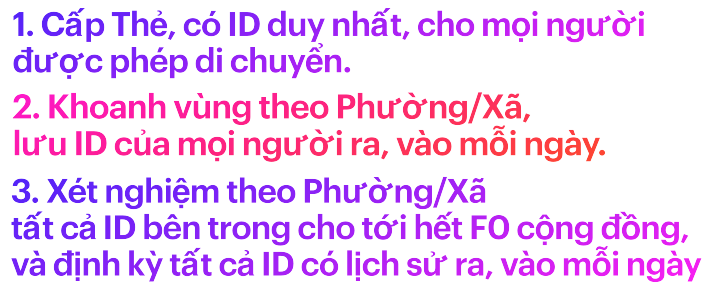 1. Cấp Thẻ, có ID duy nhất, cho mọi người
được phép di chuyển.
2. Khoanh vùng theo Phường/Xã,
lưu ID của mọi người ra, vào mỗi ngày.
3. Xét nghiệm theo Phường/Xã
tất cả ID bên trong cho tới hết F0 cộng đồng,
và định kỳ tất cả ID có lịch sử ra, vào mỗi ngày